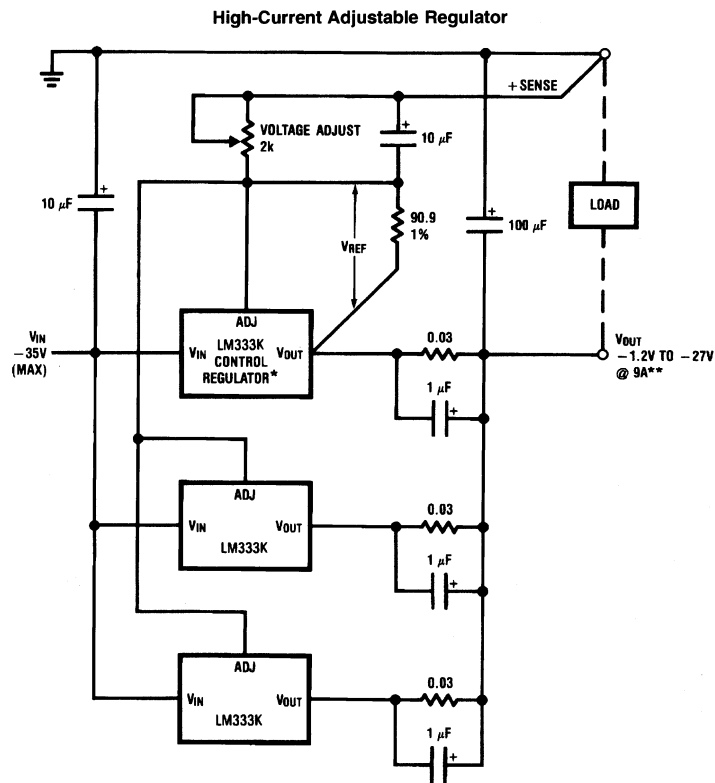 High-Current Adjustable Regulator
+ SENSE
+
VOLTAGE ADJUST
2k
+
10 μF
10 μF
+
90.9
1%
VREF
+
100 μF
LOAD
VIN
−35V
(MAX)
ADJ
VIN
LM333K
CONTROL
REGULATOR*
VOUT
0.03
1 μF
+
VOUT
−1.2V TO −27V
@ 9A**
ADJ
VIN
VOUT
LM333K
0.03
1 μF
+
ADJ
VIN
VOUT
LM333K
0.03
1 μF
+